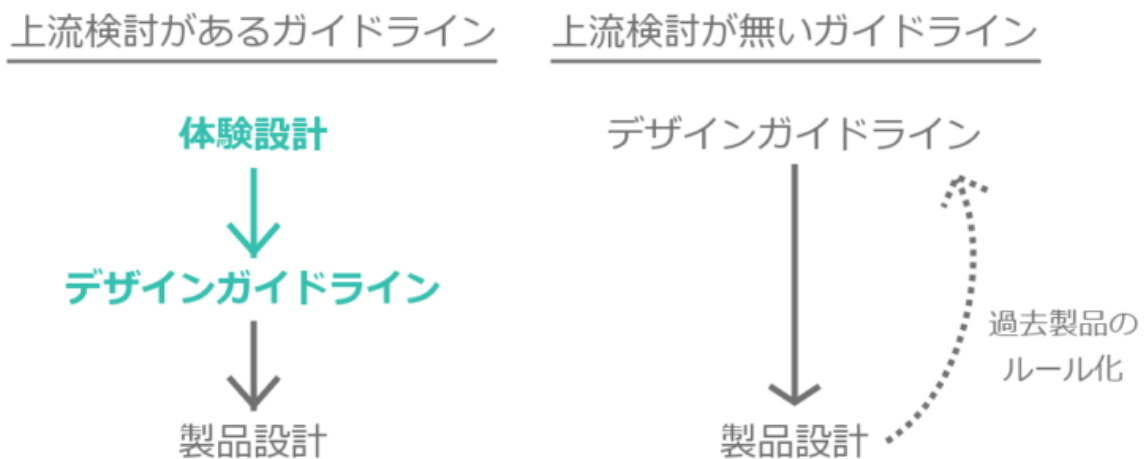 上流検討があるガイドライン
体験設計
デザインガイドライン
製品設計
上流検討が無いガイドライン
デザインガイドライン
過去製品の
ルール化
製品設計